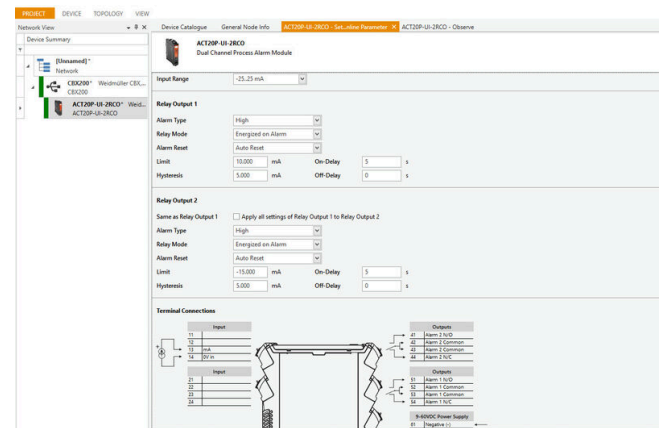 PROJECT DEVICE TOPOLOGY VIEW
Network View
Device Summary
[Unnamed]*
Network
CBX200* Weidmüller CBX,...
CBX200
ACT20P-UI-2RCO* Weid...
ACT20P-UI-2RCO
Device Catalogue General Node Info ACT20P-UI-2RCO - Set...nline Parameter × ACT20P-UI-2RCO - Observe
ACT20P-UI-2RCO
Dual Channel Process Alarm Module
Input Range -25..25 mA
Relay Output 1
Alarm Type High
Relay Mode Energized on Alarm
Alarm Reset Auto Reset
Limit 10.000 mA On-Delay 5 s
Hysteresis 5.000 mA Off-Delay 0 s
Relay Output 2
Same as Relay Output 1 Apply all settings of Relay Output 1 to Relay Output 2
Alarm Type High
Relay Mode Energized on Alarm
Alarm Reset Auto Reset
Limit -15.000 mA On-Delay 5 s
Hysteresis 5.000 mA Off-Delay 0 s
Terminal Connections
Input
11
12
13 mA
14 0V in
Input
21
22
23
24
Outputs
41 Alarm 2 N/O
42 Alarm 2 Common
43 Alarm 2 Common
44 Alarm 2 N/C
Outputs
51 Alarm 1 N/O
52 Alarm 1 Common
53 Alarm 1 Common
54 Alarm 1 N/C
9-60VDC Power Supply
81 Negative (-)